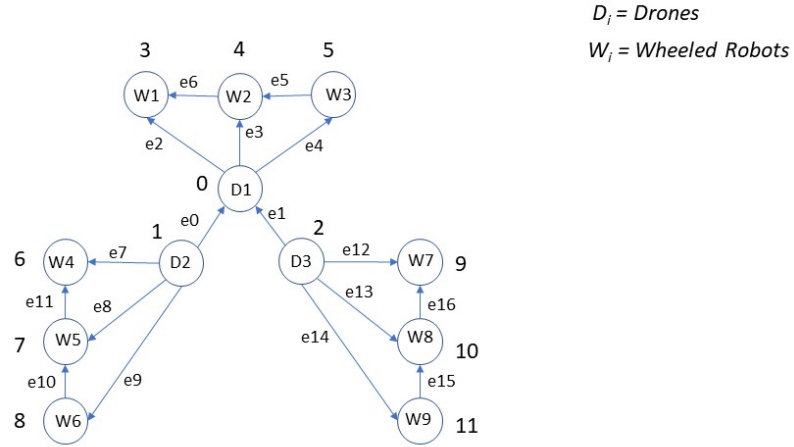 D_i = Drones
W_i = Wheeled Robots
3 4 5
W1 e6 W2 e5 W3
e2 e3 e4
0 D1
e0 e1
1 2
6 W4 e7 D2 D3 e12 W7 9
e11 e8 e13 e16
7 W5 e14 W8 10
e10 e9 e15
8 W6 W9 11